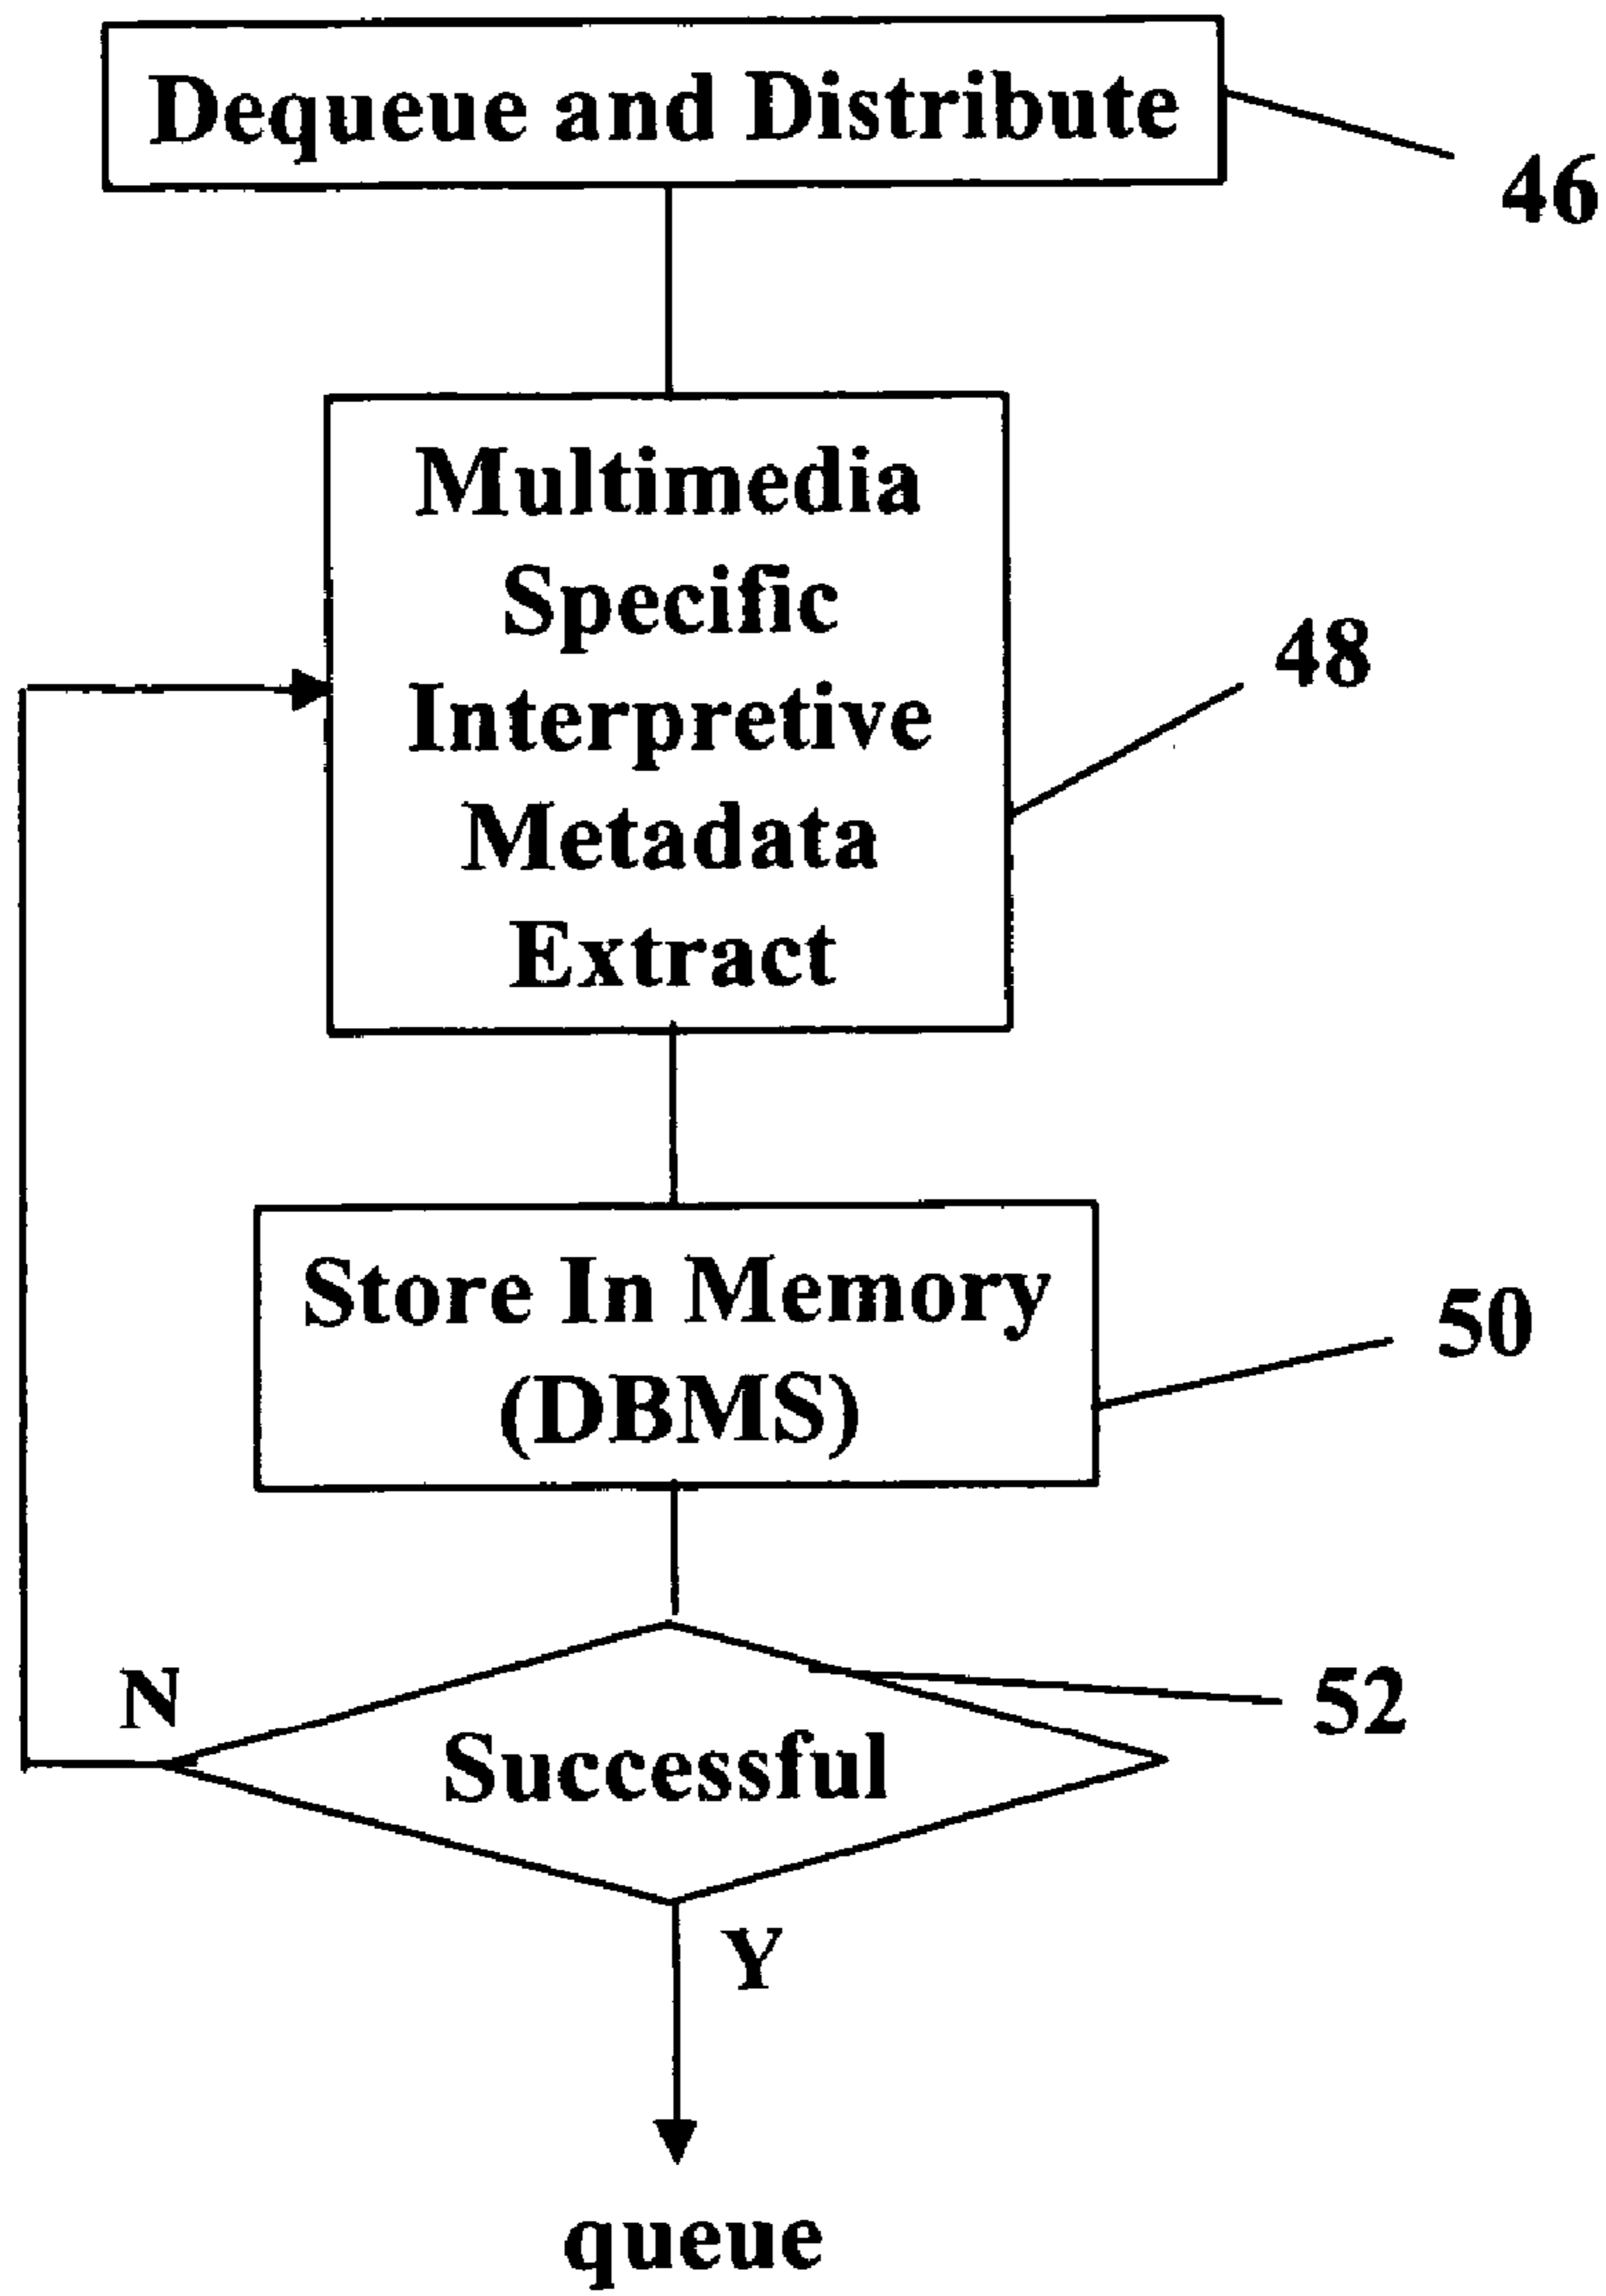 Dequeue and Distribute
46
Multimedia
Specific
Interpretive
Metadata
Extract
48
Store In Memory
(DBMS)
50
N
52
Successful
Y
queue